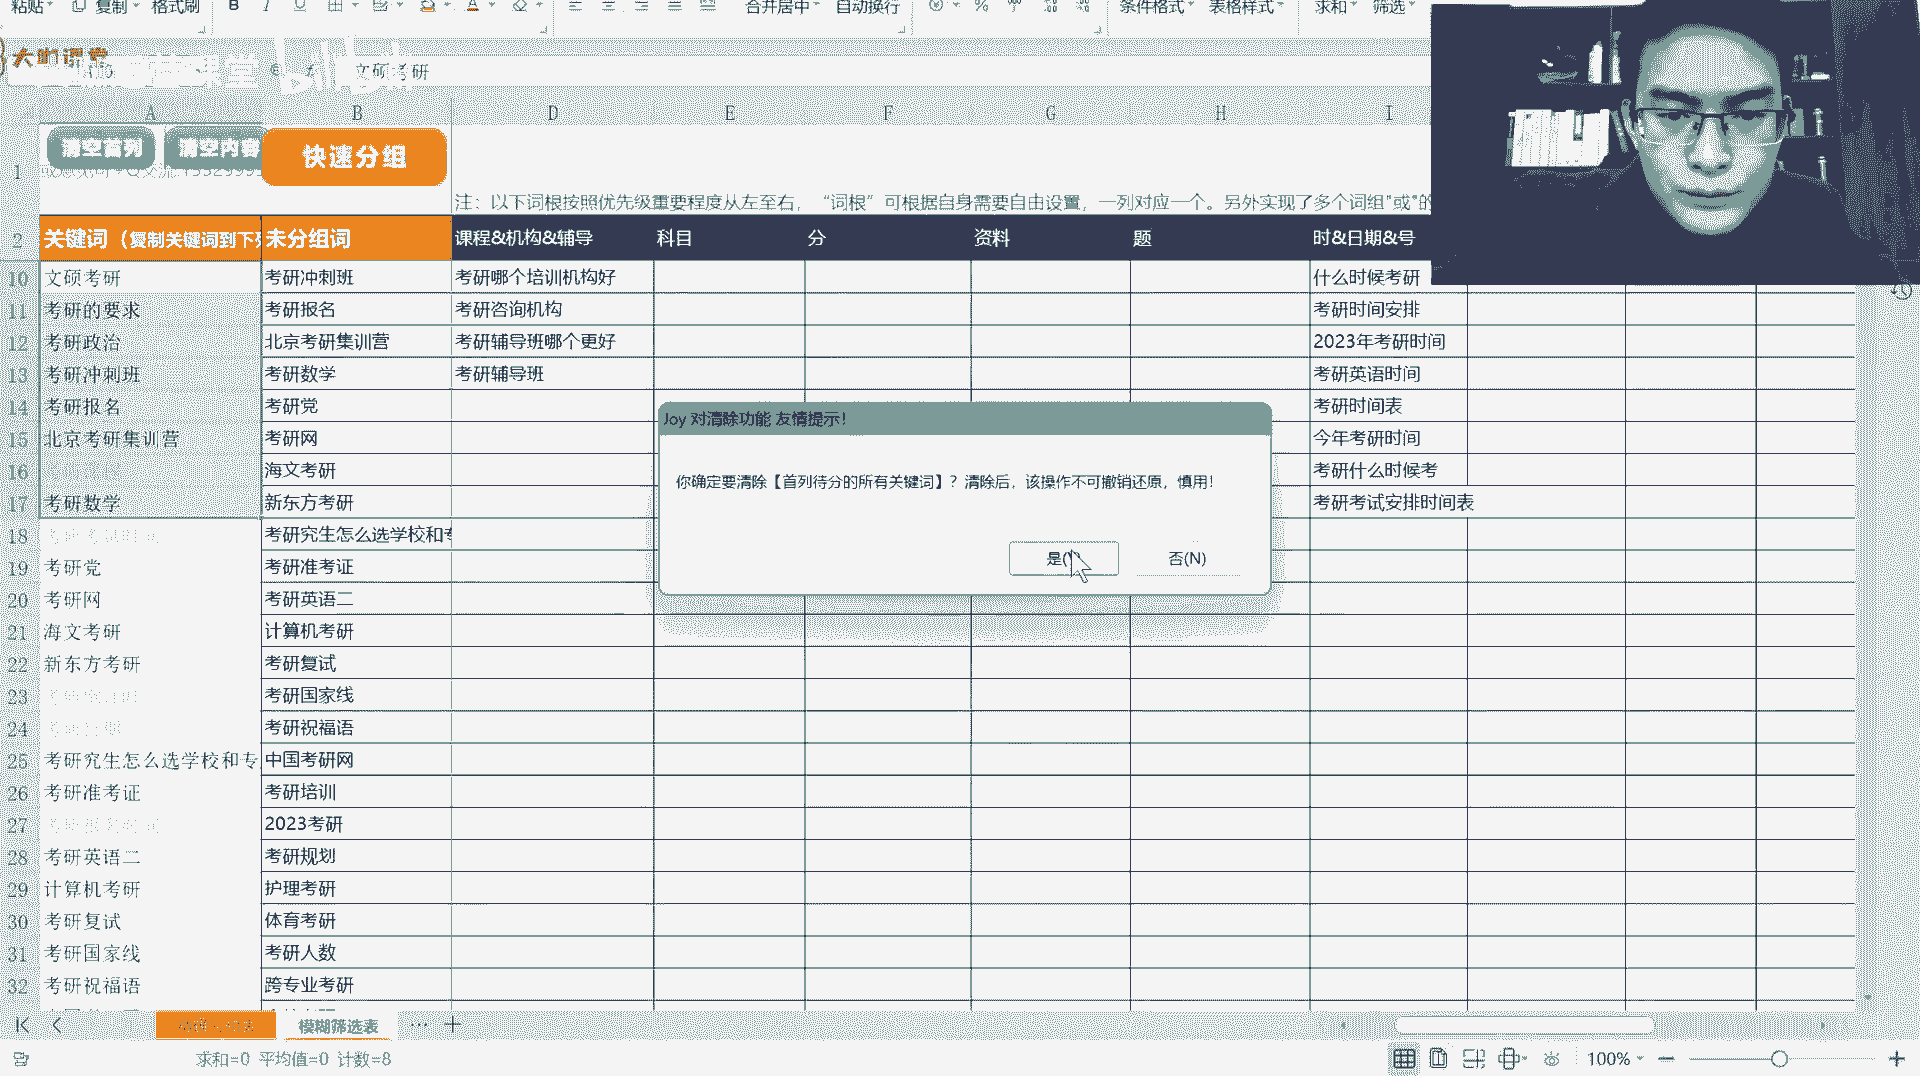 粘贴 复制 格式刷 B I U A 合并居中 自动换行 % 条件格式 表格样式 求和 筛选
大 课堂
文硕考研
A B D E F G H I
清空首列 清空内容 快速分组
1
注：以下词根按照优先级重要程度从左至右，“词根”可根据自身需要自由设置，一列对应一个。另外实现了多个词组"或"的
2 关键词（复制关键词到下 未分组词 课程&机构&辅导 科目 分 资料 题 时&日期&号
10 文硕考研 考研冲刺班 考研哪个培训机构好 什么时候考研
11 考研的要求 考研报名 考研咨询机构 考研时间安排
12 考研政治 北京考研集训营 考研辅导班哪个更好 2023年考研时间
13 考研冲刺班 考研数学 考研辅导班 考研英语时间
14 考研报名 考研党 考研时间表
15 北京考研集训营 考研网 今年考研时间
16 海文考研 考研什么时候考
17 考研数学 新东方考研 考研考试安排时间表
18 考研究生怎么选学校和专
19 考研党 考研准考证
20 考研网 考研英语二
21 海文考研 计算机考研
22 新东方考研 考研复试
23 考研国家线
24 考研祝福语
25 考研究生怎么选学校和专 中国考研网
26 考研准考证 考研培训
27 2023考研
28 考研英语二 考研规划
29 计算机考研 护理考研
30 考研复试 体育考研
31 考研国家线 考研人数
32 考研祝福语 跨专业考研
Joy 对清除功能 友情提示！
你确定要清除【首列待分的所有关键词】？清除后，该操作不可撤销还原，慎用！
是(Y) 否(N)
模糊筛选表 ··· +
求和=0 平均值=0 计数=8 100%